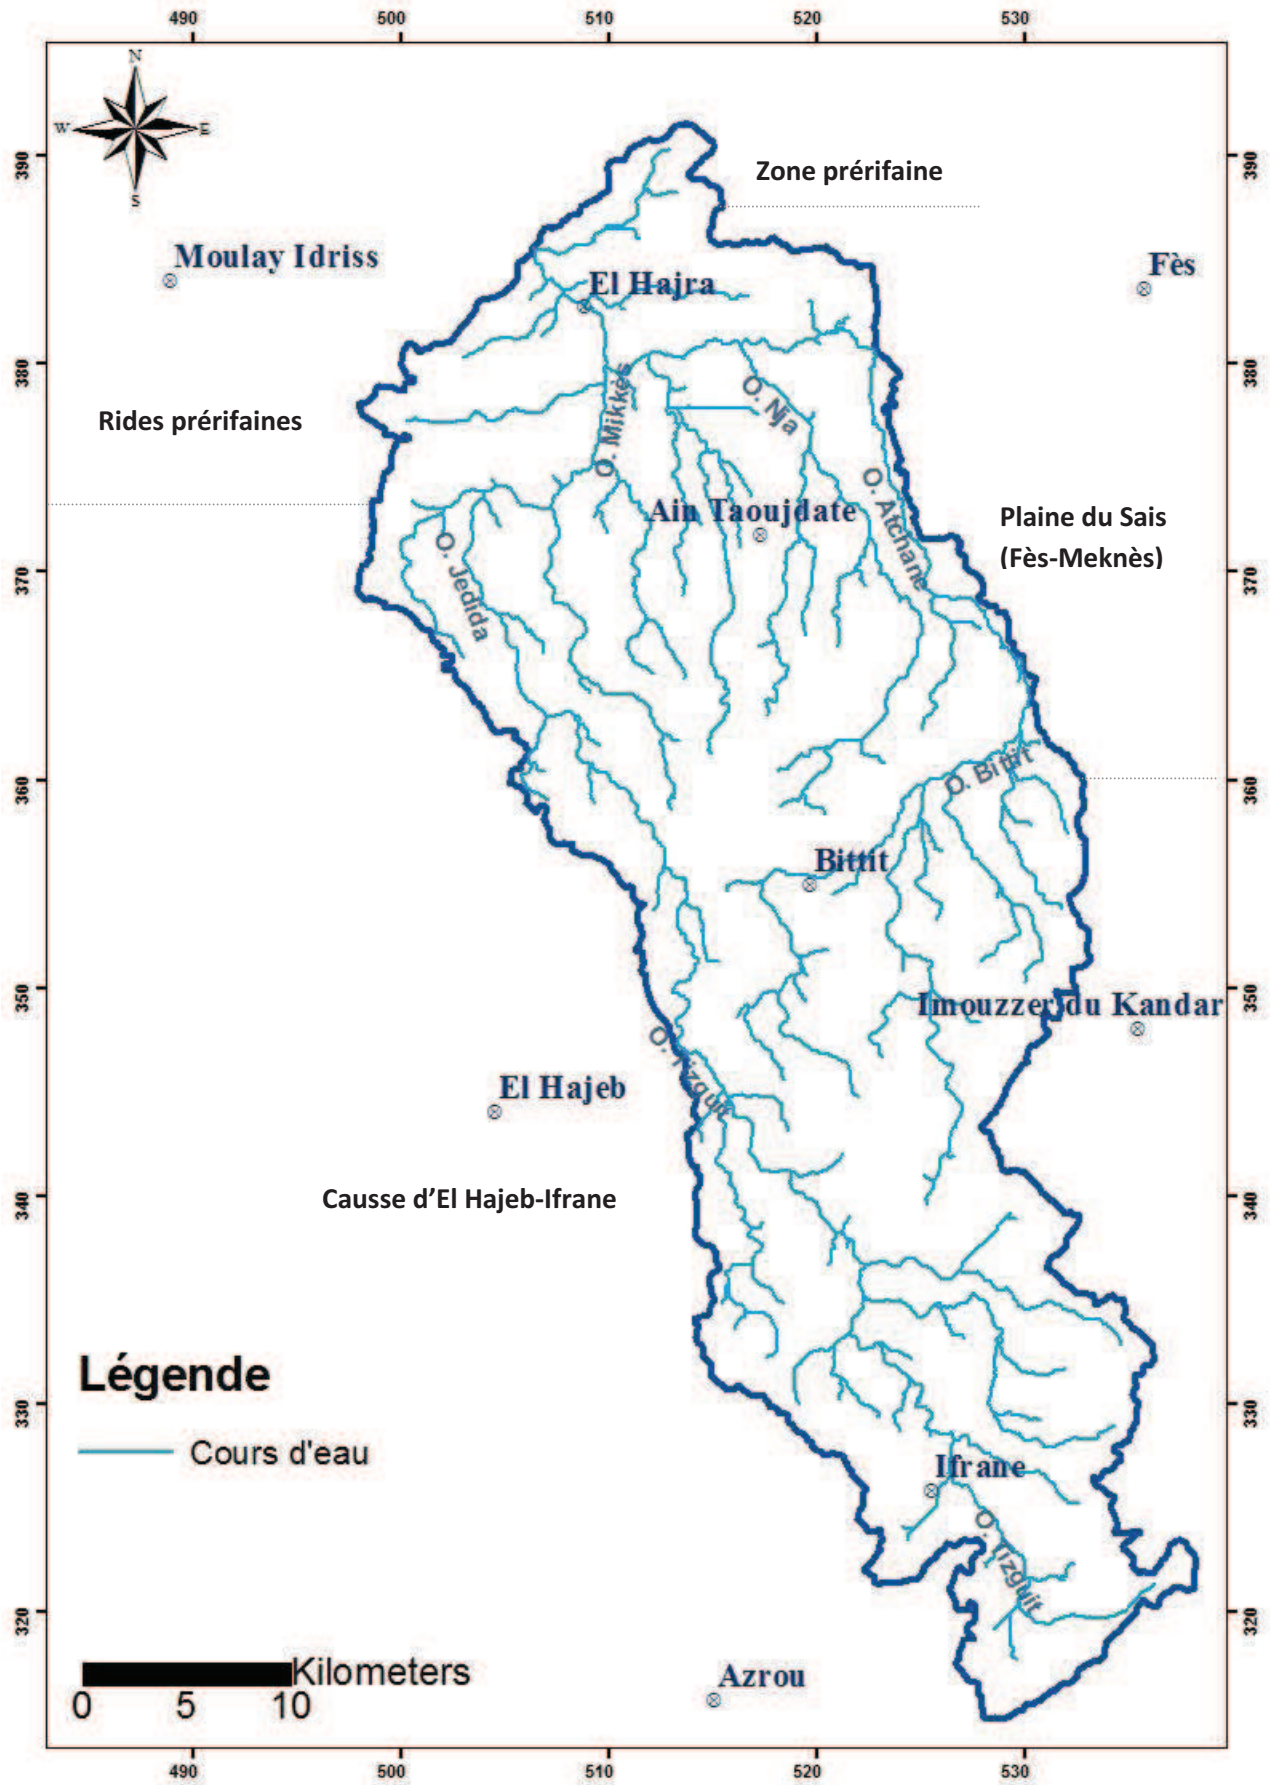 490 500 510 520 530
N
W E
S
390 390
Zone prérifaine
Moulay Idriss
Fès
El Hajra
380 380
O. Mikkès
O. Nja
Rides prérifaines
O. Atchane
Ain Taoujdate
Plaine du Sais
(Fès-Meknès)
O. Jedida
370 370
360 360
O. Bittit
Bittit
350 350
Imouzzer du Kandar
O. Tizguit
El Hajeb
340 340
Causse d'El Hajeb-Ifrane
Légende
330 330
Cours d'eau
Ifrane
O. Tizguit
320 320
Kilometers
0 5 10
Azrou
490 500 510 520 530